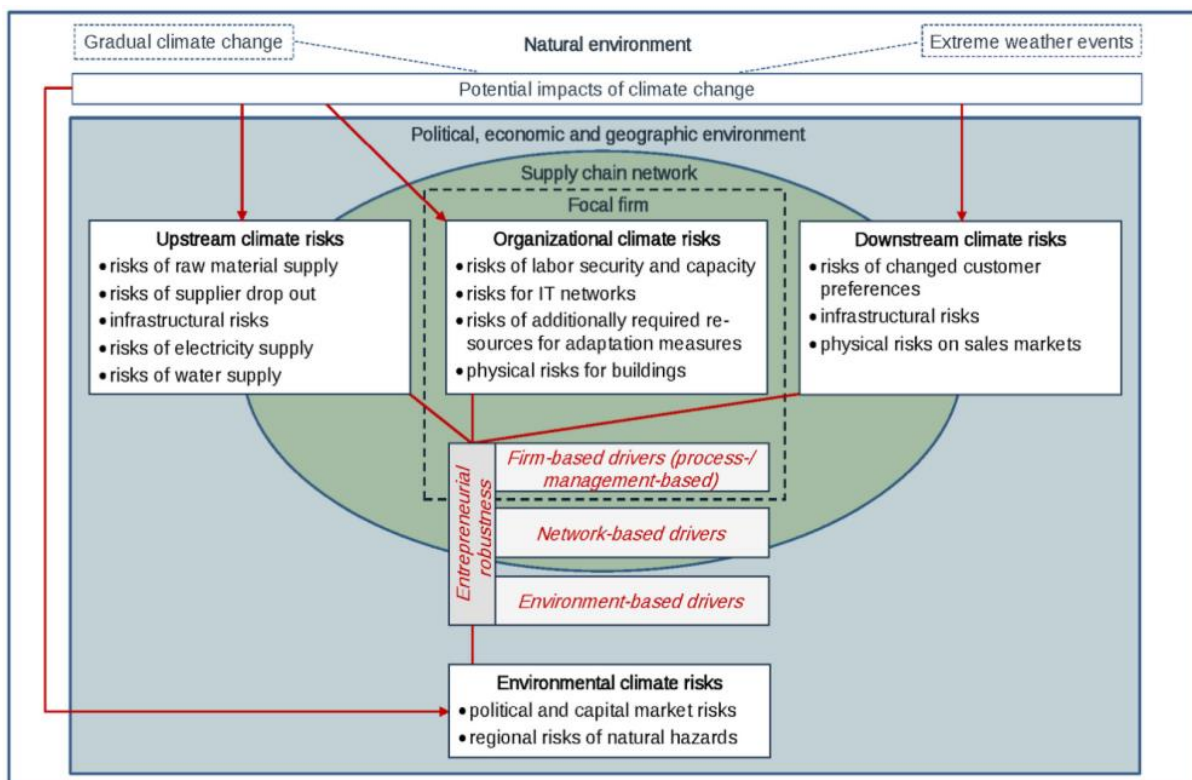 Gradual climate change
Natural environment
Extreme weather events
Potential impacts of climate change
Political, economic and geographic environment
Supply chain network
Focal firm
Upstream climate risks
• risks of raw material supply
• risks of supplier drop out
• infrastructural risks
• risks of electricity supply
• risks of water supply
Organizational climate risks
• risks of labor security and capacity
• risks for IT networks
• risks of additionally required re-
sources for adaptation measures
• physical risks for buildings
Downstream climate risks
• risks of changed customer
preferences
• infrastructural risks
• physical risks on sales markets
Entrepreneurial
robustness
Firm-based drivers (process-/
management-based)
Network-based drivers
Environment-based drivers
Environmental climate risks
• political and capital market risks
• regional risks of natural hazards